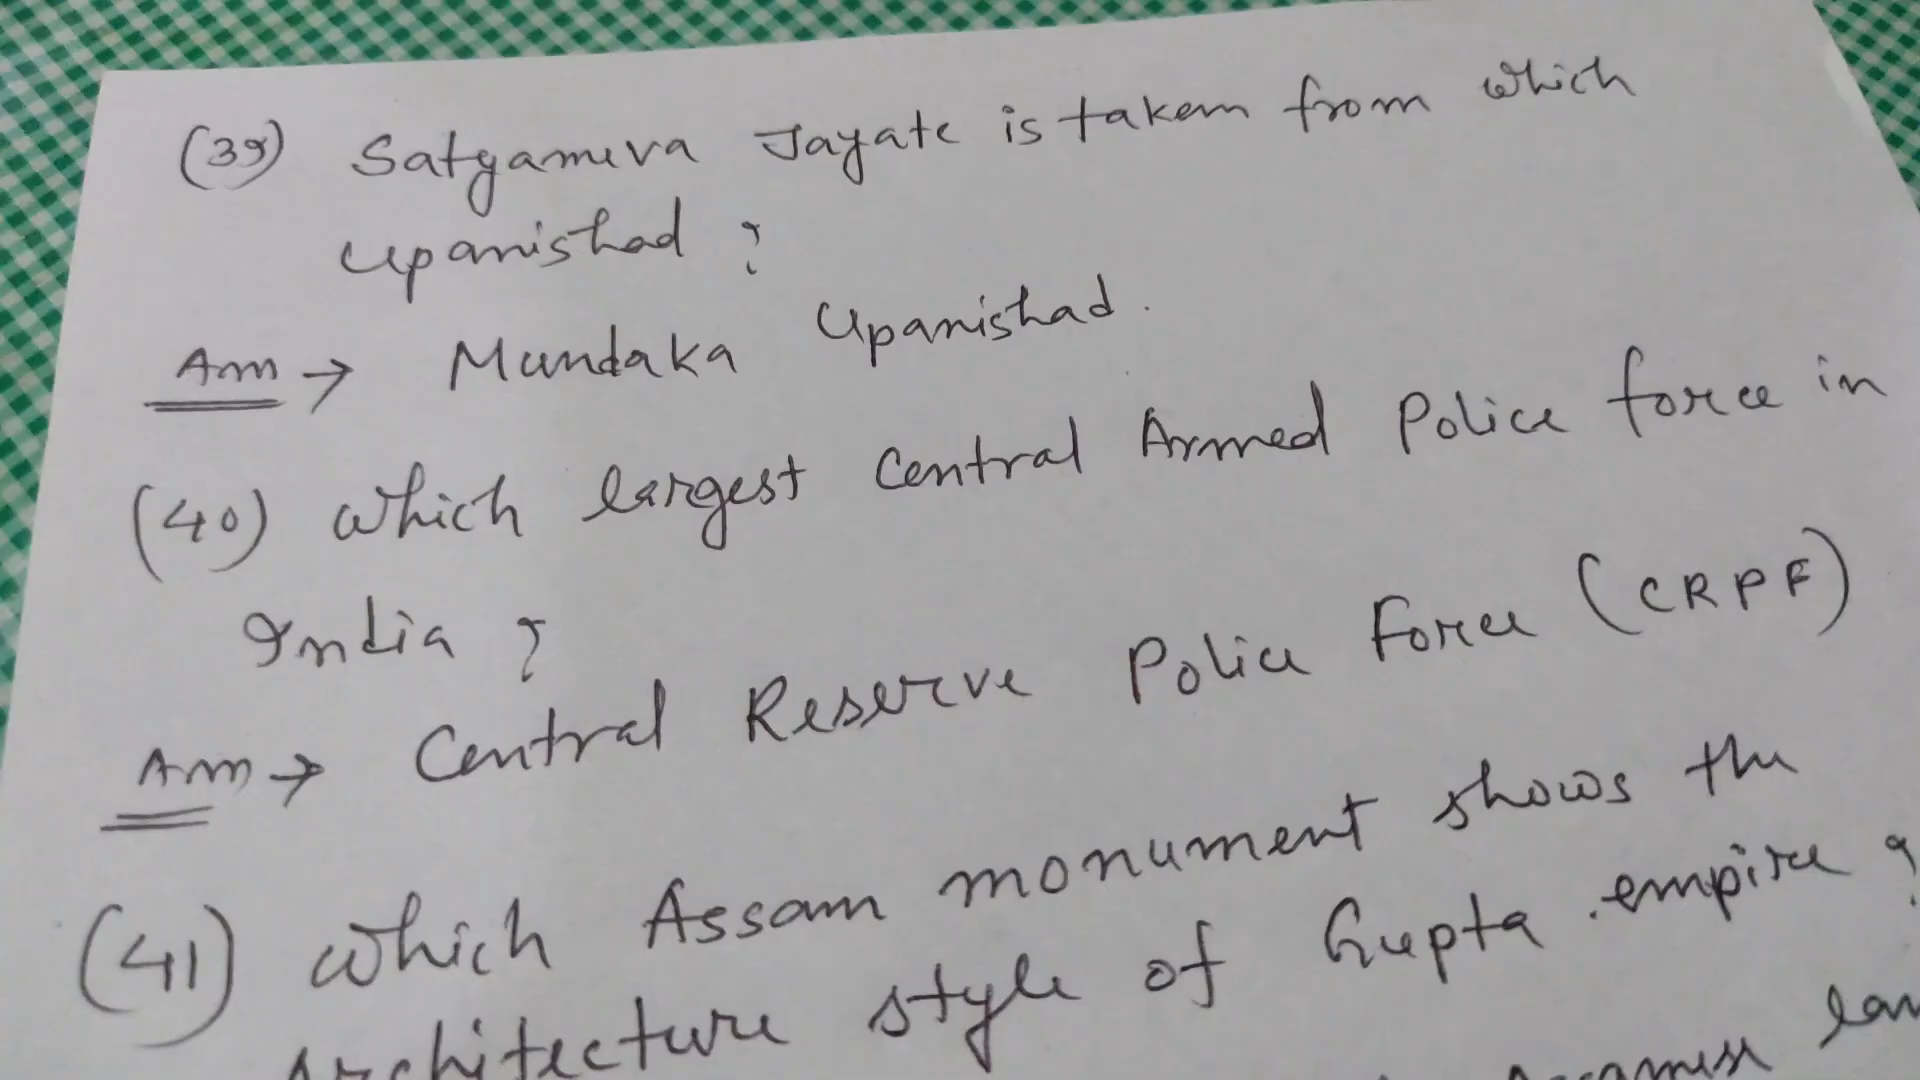 (39) Satyameva Jayate is taken from which
Upanishad ?
Ans → Mundaka Upanishad.
(40) which largest Central Armed Police force in
India ?
Ans → Central Reserve Police Force (CRPF)
(41) which Assam monument shows the
Architecture style of Gupta empire ?